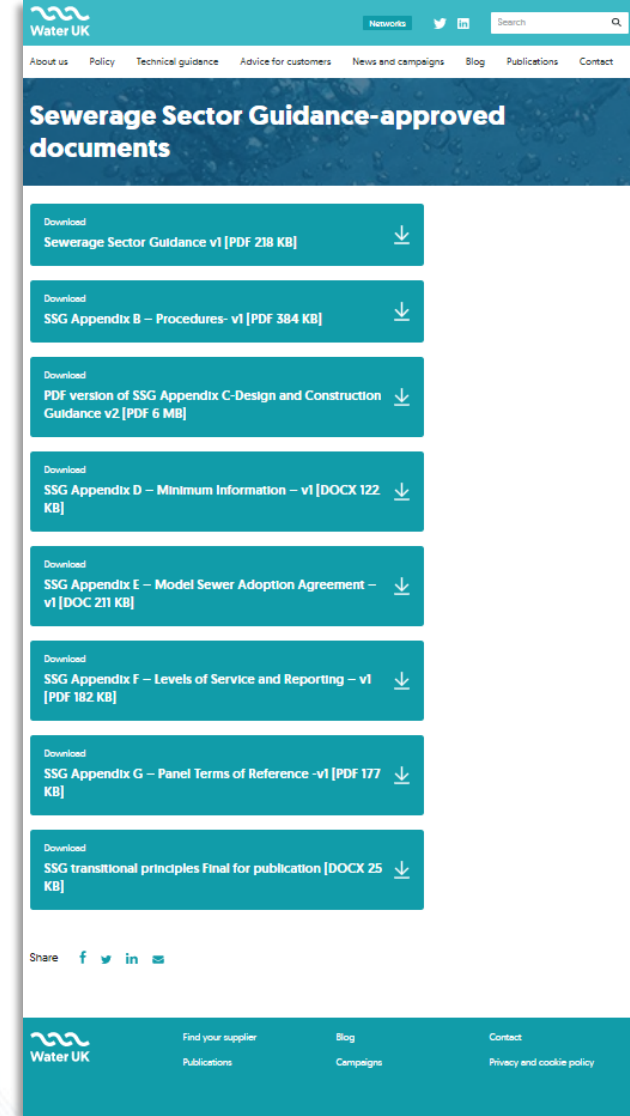 Water UK
Networks
Search
About us Policy Technical guidance Advice for customers News and campaigns Blog Publications Contact
Sewerage Sector Guidance-approved
documents
Download
Sewerage Sector Guidance v1 [PDF 218 KB]
Download
SSG Appendix B – Procedures- v1 [PDF 384 KB]
Download
PDF version of SSG Appendix C-Design and Construction
Guidance v2 [PDF 6 MB]
Download
SSG Appendix D – Minimum Information – v1 [DOCX 122
KB]
Download
SSG Appendix E – Model Sewer Adoption Agreement –
v1 [DOC 211 KB]
Download
SSG Appendix F – Levels of Service and Reporting – v1
[PDF 182 KB]
Download
SSG Appendix G – Panel Terms of Reference -v1 [PDF 177
KB]
Download
SSG transitional principles Final for publication [DOCX 25
KB]
Share
Water UK
Find your supplier Blog Contact
Publications Campaigns Privacy and cookie policy